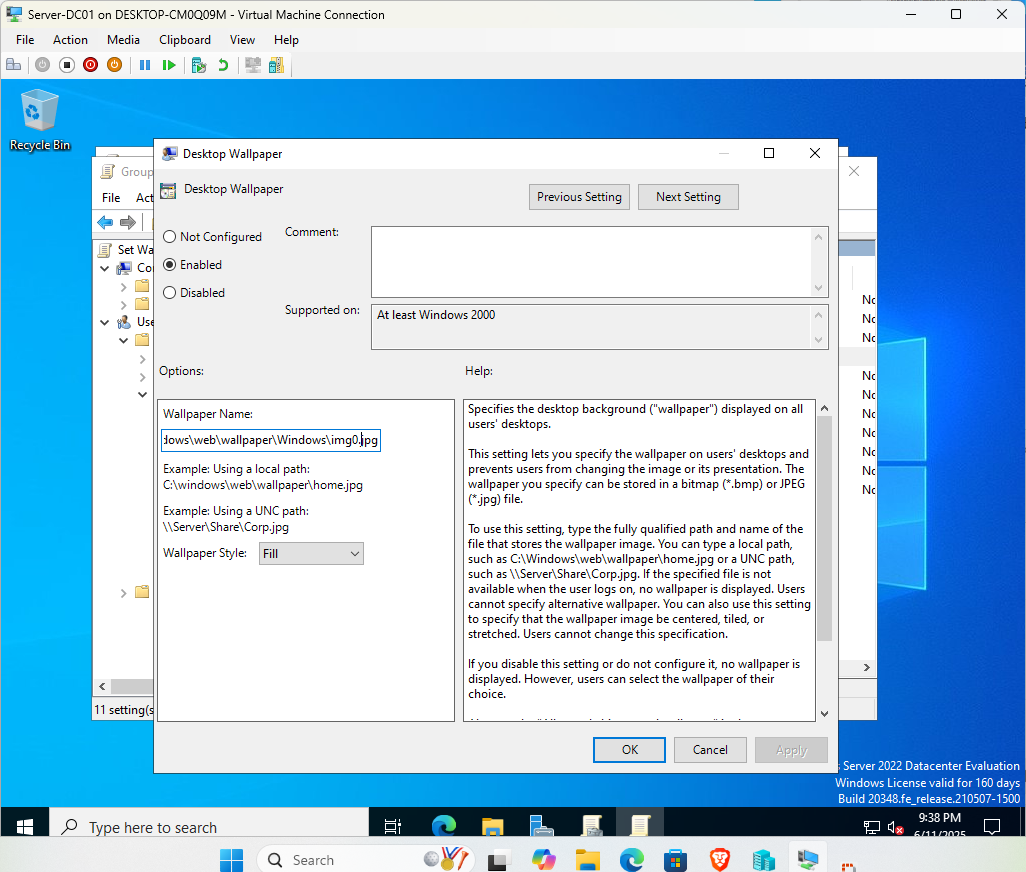 Server-DC01 on DESKTOP-CM0Q09M - Virtual Machine Connection
File Action Media Clipboard View Help
Recycle Bin
Group
File Act
Set Wa
Co
Use
11 setting(s
Desktop Wallpaper
Desktop Wallpaper
Previous Setting
Next Setting
Not Configured
Enabled
Disabled
Comment:
Supported on:
At least Windows 2000
Options:
Help:
Wallpaper Name:
dows\web\wallpaper\Windows\img0.jpg
Example: Using a local path:
C:\windows\web\wallpaper\home.jpg
Example: Using a UNC path:
\\Server\Share\Corp.jpg
Wallpaper Style:
Fill
Specifies the desktop background ("wallpaper") displayed on all
users' desktops.
This setting lets you specify the wallpaper on users' desktops and
prevents users from changing the image or its presentation. The
wallpaper you specify can be stored in a bitmap (*.bmp) or JPEG
(*.jpg) file.
To use this setting, type the fully qualified path and name of the
file that stores the wallpaper image. You can type a local path,
such as C:\Windows\web\wallpaper\home.jpg or a UNC path,
such as \\Server\Share\Corp.jpg. If the specified file is not
available when the user logs on, no wallpaper is displayed. Users
cannot specify alternative wallpaper. You can also use this setting
to specify that the wallpaper image be centered, tiled, or
stretched. Users cannot change this specification.
If you disable this setting or do not configure it, no wallpaper is
displayed. However, users can select the wallpaper of their
choice.
OK
Cancel
Apply
No
No
No
No
No
No
No
No
No
No
s Server 2022 Datacenter Evaluation
Windows License valid for 160 days
Build 20348.fe_release.210507-1500
Type here to search
9:38 PM
6/11/2025
Search